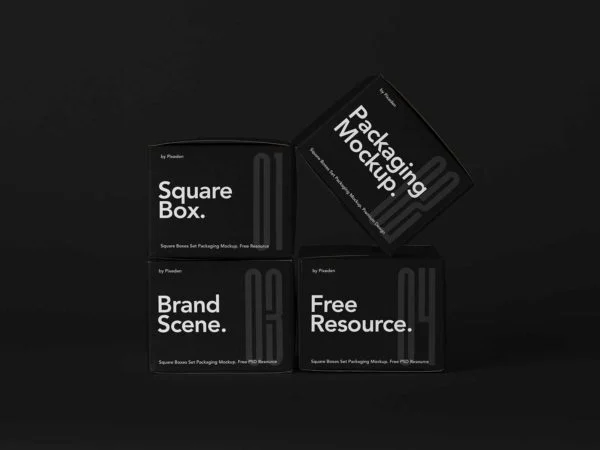 by Pixeden
Square
Box.
01
Square Boxes Set Packaging Mockup. Free Resource
by Pixeden
Packaging
Mockup.
02
Square Boxes Set Packaging Mockup. Premium Design.
Brand
Scene.
03
Square Boxes Set Packaging Mockup. Free PSD Resource
by Pixeden
Free
Resource.
04
Square Boxes Set Packaging Mockup. Free PSD Resource